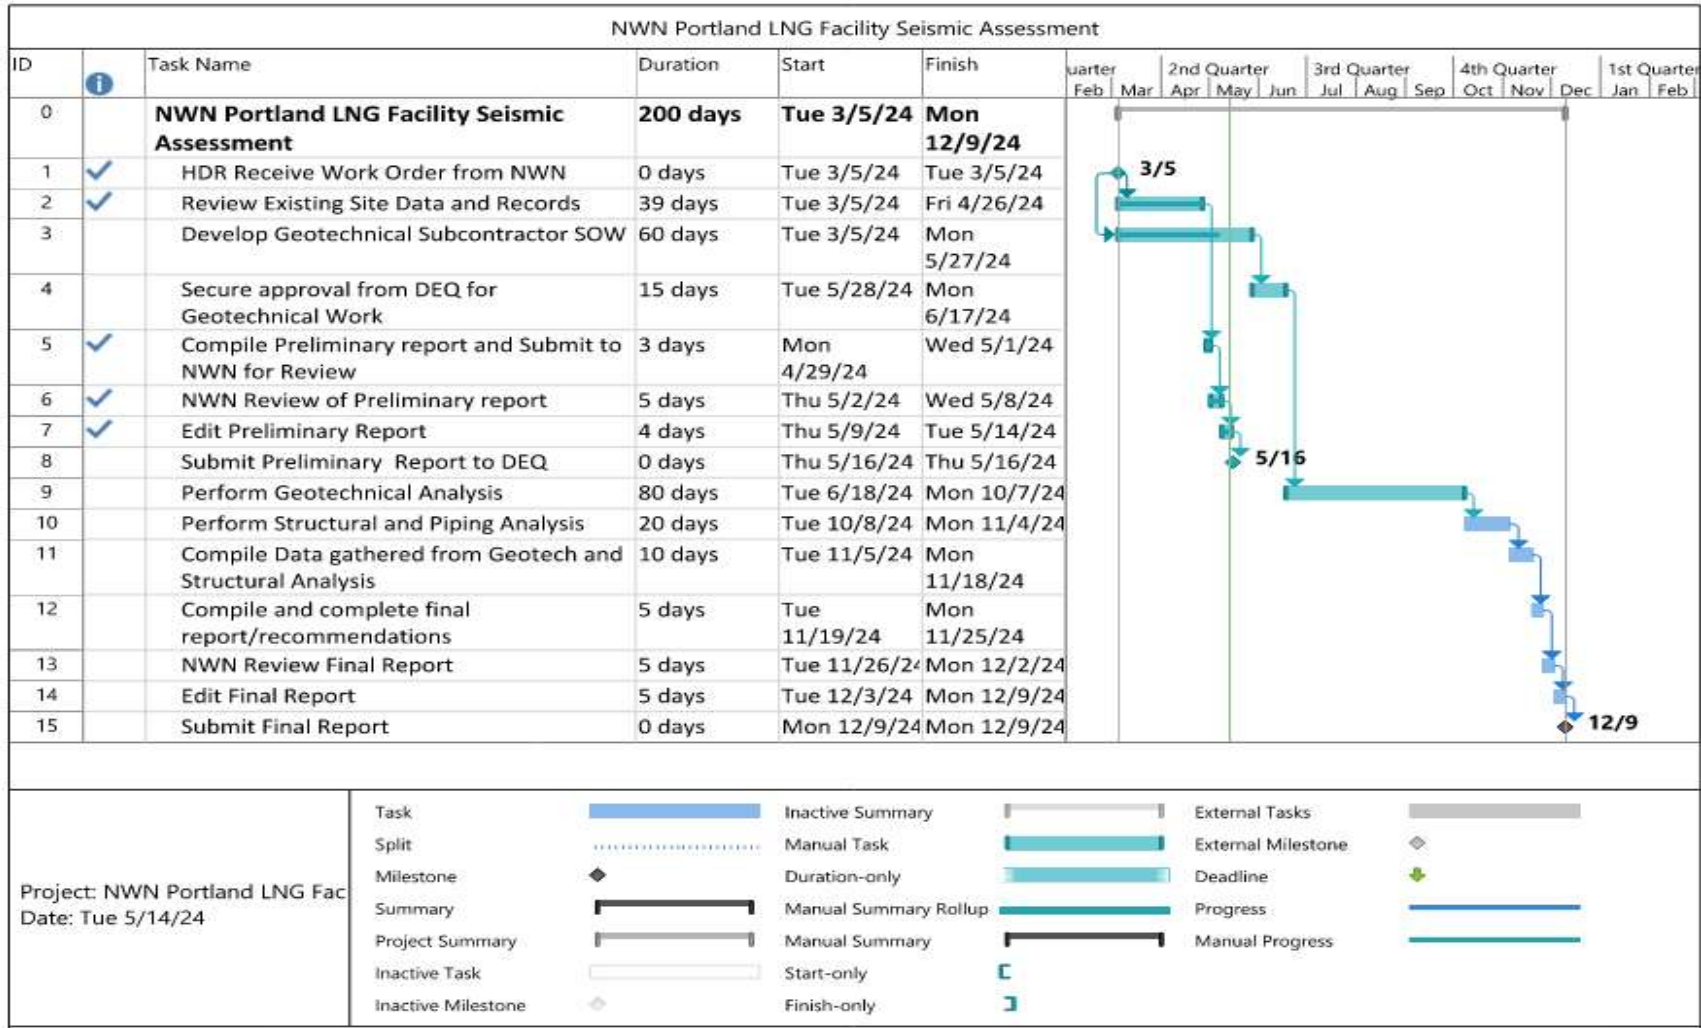 NWN Portland LNG Facility Seismic Assessment
ID Task Name Duration Start Finish uarter 2nd Quarter 3rd Quarter 4th Quarter 1st Quarter
Feb Mar Apr May Jun Jul Aug Sep Oct Nov Dec Jan Feb
0 NWN Portland LNG Facility Seismic 200 days Tue 3/5/24 Mon
Assessment 12/9/24
1 HDR Receive Work Order from NWN 0 days Tue 3/5/24 Tue 3/5/24 3/5
2 Review Existing Site Data and Records 39 days Tue 3/5/24 Fri 4/26/24
3 Develop Geotechnical Subcontractor SOW 60 days Tue 3/5/24 Mon
5/27/24
4 Secure approval from DEQ for 15 days Tue 5/28/24 Mon
Geotechnical Work 6/17/24
5 Compile Preliminary report and Submit to 3 days Mon Wed 5/1/24
NWN for Review 4/29/24
6 NWN Review of Preliminary report 5 days Thu 5/2/24 Wed 5/8/24
7 Edit Preliminary Report 4 days Thu 5/9/24 Tue 5/14/24
8 Submit Preliminary Report to DEQ 0 days Thu 5/16/24 Thu 5/16/24 5/16
9 Perform Geotechnical Analysis 80 days Tue 6/18/24 Mon 10/7/24
10 Perform Structural and Piping Analysis 20 days Tue 10/8/24 Mon 11/4/24
11 Compile Data gathered from Geotech and 10 days Tue 11/5/24 Mon
Structural Analysis 11/18/24
12 Compile and complete final 5 days Tue Mon
report/recommendations 11/19/24 11/25/24
13 NWN Review Final Report 5 days Tue 11/26/24 Mon 12/2/24
14 Edit Final Report 5 days Tue 12/3/24 Mon 12/9/24
15 Submit Final Report 0 days Mon 12/9/24 Mon 12/9/24 12/9
Project: NWN Portland LNG Fac
Date: Tue 5/14/24
Task Inactive Summary External Tasks
Split Manual Task External Milestone
Milestone Duration-only Deadline
Summary Manual Summary Rollup Progress
Project Summary Manual Summary Manual Progress
Inactive Task Start-only
Inactive Milestone Finish-only